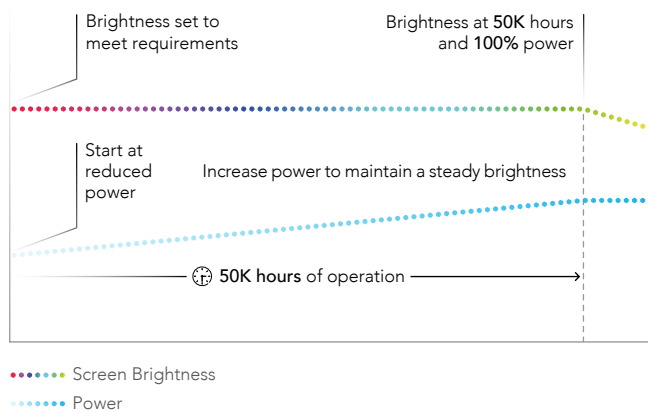 Brightness set to
meet requirements
Brightness at 50K hours
and 100% power
Start at
reduced
power
Increase power to maintain a steady brightness
50K hours of operation
Screen Brightness
Power